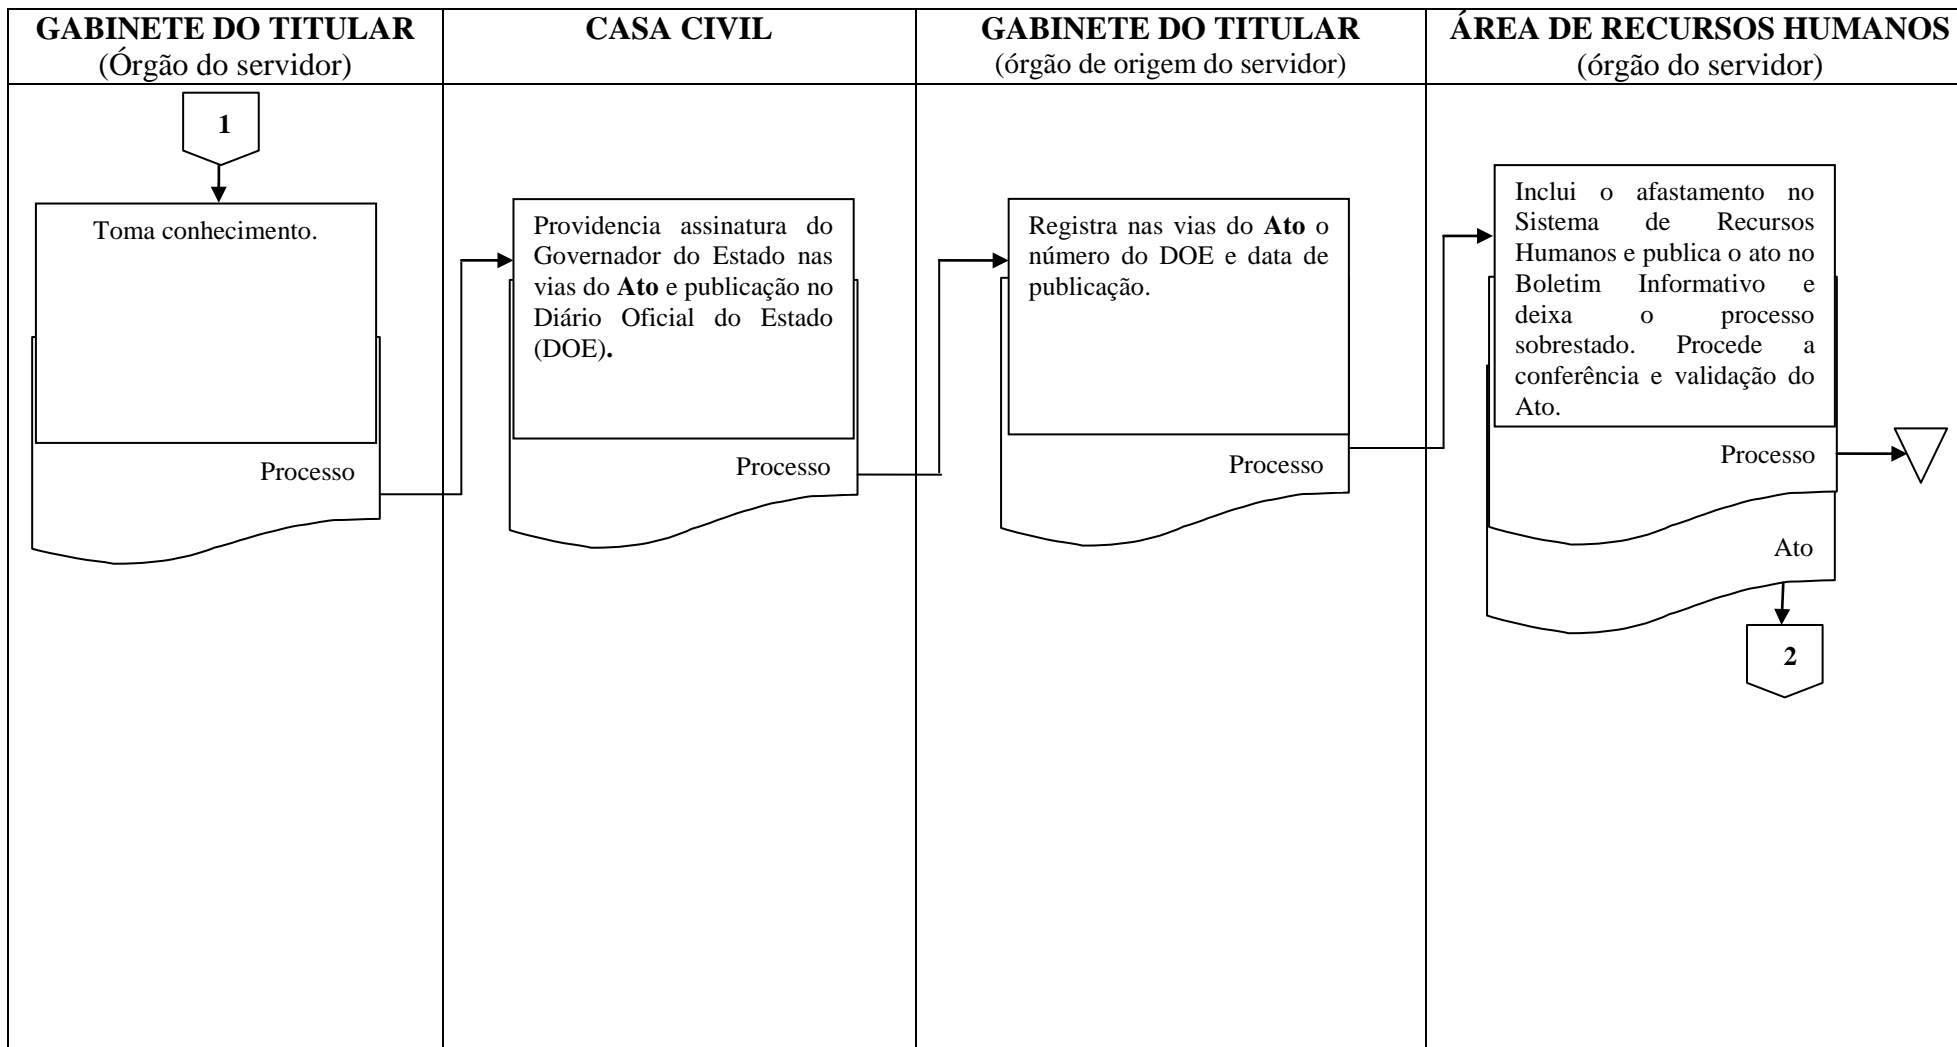 GABINETE DO TITULAR
(Órgão do servidor)
CASA CIVIL
GABINETE DO TITULAR
(órgão de origem do servidor)
ÁREA DE RECURSOS HUMANOS
(órgão do servidor)
1
Toma conhecimento.
Processo
Providencia assinatura do
Governador do Estado nas
vias do Ato e publicação no
Diário Oficial do Estado
(DOE).
Processo
Registra nas vias do Ato o
número do DOE e data de
publicação.
Processo
Inclui o afastamento no
Sistema de Recursos
Humanos e publica o ato no
Boletim Informativo e
deixa o processo
sobrestado. Procede a
conferência e validação do
Ato.
Processo
Ato
2